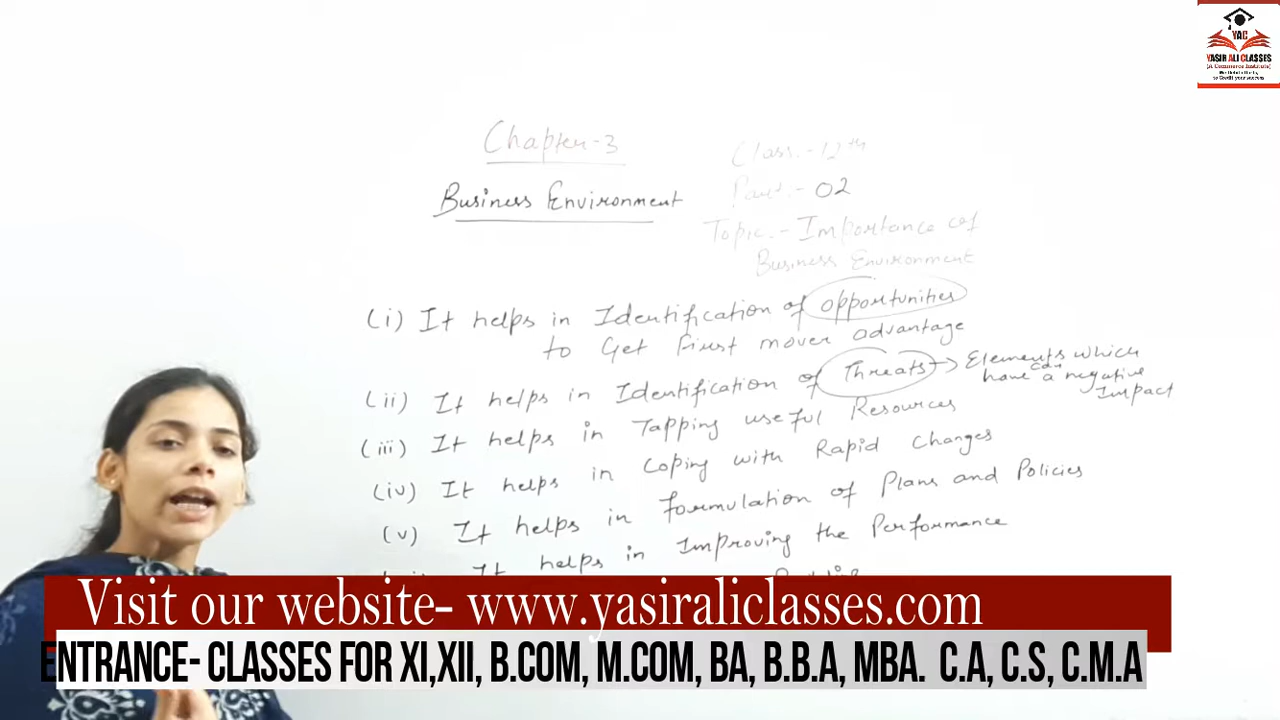 YAC
YASIR ALI CLASSES
(A Commerce Institute)
Chapter-3
Business Environment
Class.-12th
Part.-02
Topic.-Importance of
Business Environment
(i) It helps in Identification of opportunities
to Get First mover advantage
(ii) It helps in Identification of Threats -> Elements which
can
have a negative
Impact
(iii) It helps in Tapping useful Resources
(iv) It helps in Coping with Rapid Changes
(v) It helps in Formulation of Plans and Policies
It helps in Improving the Performance
Visit our website- www.yasiraliclasses.com
ENTRANCE- CLASSES FOR XI,XII, B.COM, M.COM, BA, B.B.A, MBA. C.A, C.S, C.M.A